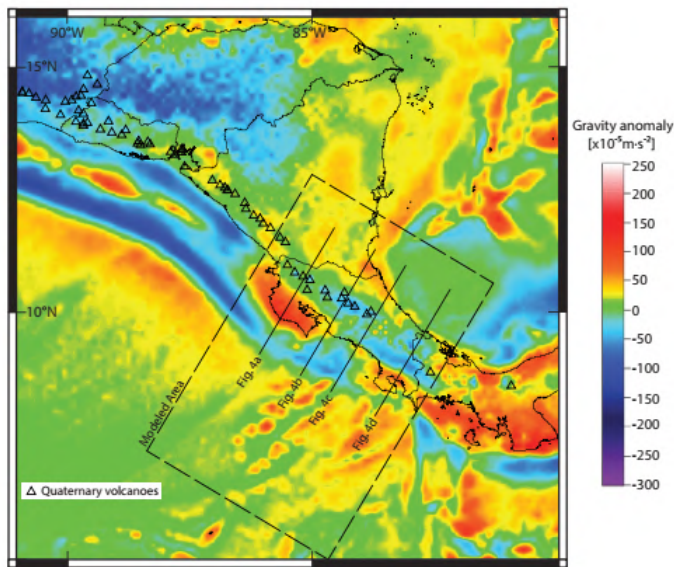 90°W
85°W
15°N
10°N
Gravity anomaly
[x10⁻⁵m·s⁻²]
250
200
150
100
50
0
-50
-100
-150
-200
-250
-300
Fig. 4a
Fig. 4b
Fig. 4c
Fig. 4d
Modeled Area
Quaternary volcanoes